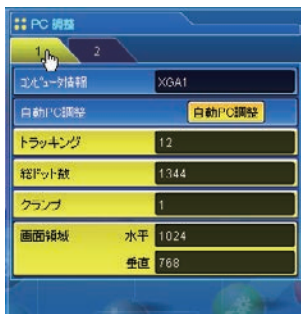 PC 調整
1 2
コンピュータ情報 XGA1
自動PC調整 自動PC調整
トラッキング 12
総ドット数 1344
クランプ 1
画面領域 水平 1024
垂直 768